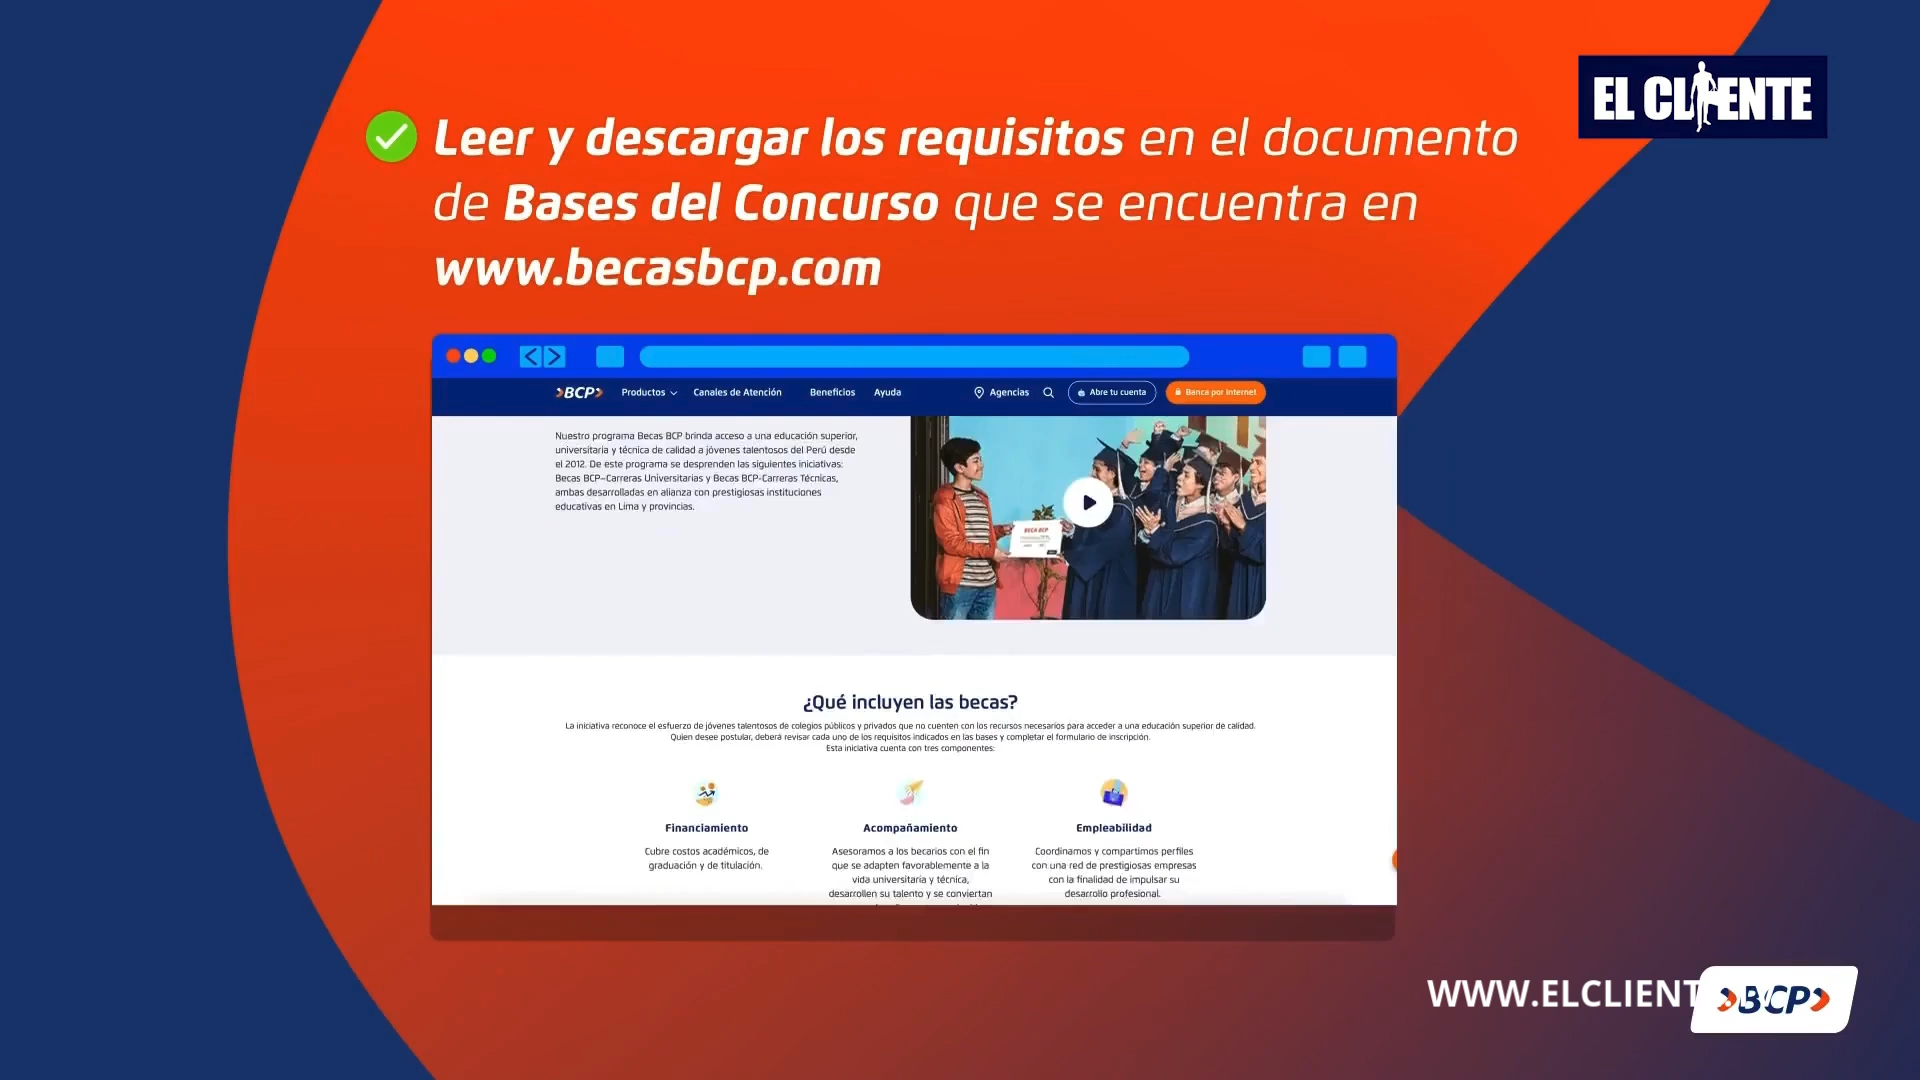 EL CLIENTE
Leer y descargar los requisitos en el documento
de Bases del Concurso que se encuentra en
www.becasbcp.com
BCP Productos Canales de Atención Beneficios Ayuda Agencias Abre tu cuenta Banca por Internet
Nuestro programa Becas BCP brinda acceso a una educación superior,
universitaria y técnica de calidad a jóvenes talentosos del Perú desde
el 2012. De este programa se desprenden las siguientes iniciativas:
Becas BCP–Carreras Universitarias y Becas BCP-Carreras Técnicas,
ambas desarrolladas en alianza con prestigiosas instituciones
educativas en Lima y provincias.
BECA BCP
¿Qué incluyen las becas?
La iniciativa reconoce el esfuerzo de jóvenes talentosos de colegios públicos y privados que no cuenten con los recursos necesarios para acceder a una educación superior de calidad.
Quien desee postular, deberá revisar cada uno de los requisitos indicados en las bases y completar el formulario de inscripción.
Esta iniciativa cuenta con tres componentes:
Financiamiento
Cubre costos académicos, de
graduación y de titulación.
Acompañamiento
Asesoramos a los becarios con el fin
que se adapten favorablemente a la
vida universitaria y técnica,
desarrollen su talento y se conviertan
Empleabilidad
Coordinamos y compartimos perfiles
con una red de prestigiosas empresas
con la finalidad de impulsar su
desarrollo profesional.
WWW.ELCLIENT
BCP